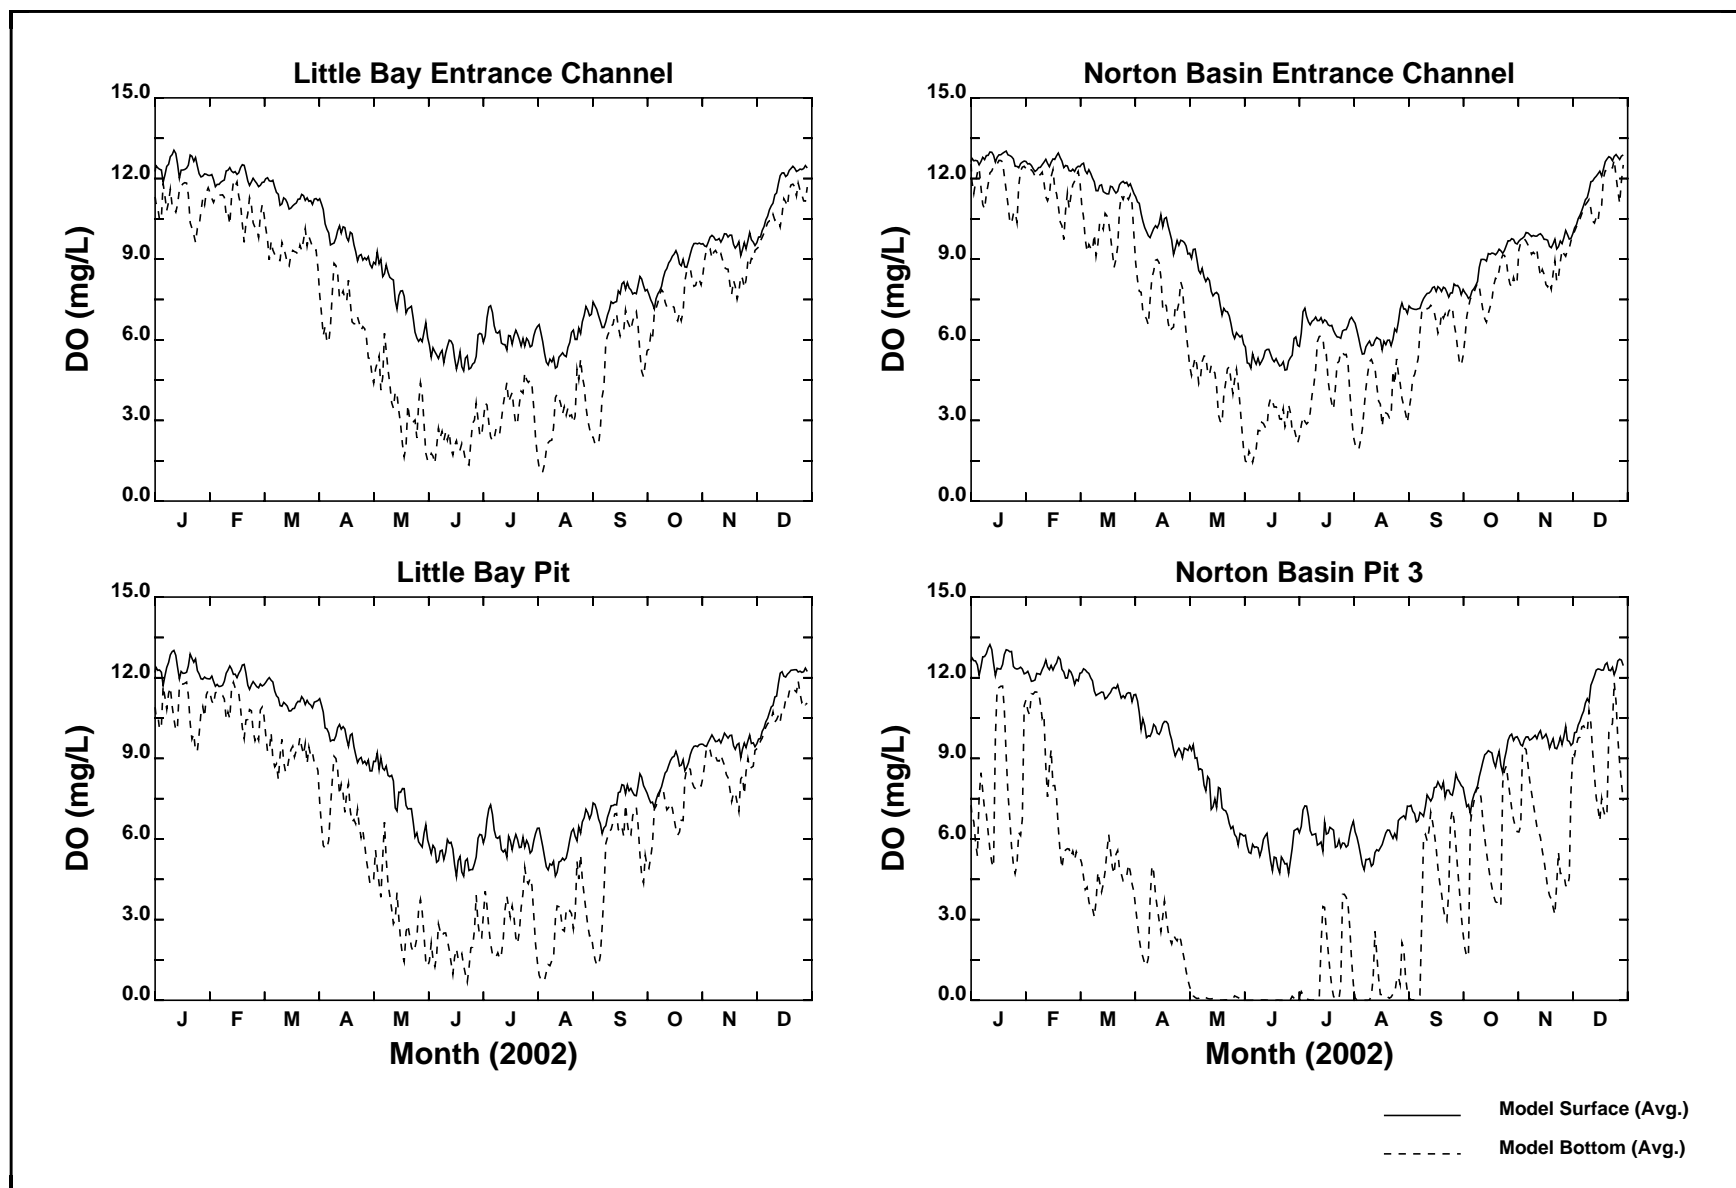 Little Bay Entrance Channel
15.0
12.0
9.0
6.0
3.0
0.0
DO (mg/L)
J F M A M J J A S O N D
Norton Basin Entrance Channel
15.0
12.0
9.0
6.0
3.0
0.0
DO (mg/L)
J F M A M J J A S O N D
Little Bay Pit
15.0
12.0
9.0
6.0
3.0
0.0
DO (mg/L)
J F M A M J J A S O N D
Month (2002)
Norton Basin Pit 3
15.0
12.0
9.0
6.0
3.0
0.0
DO (mg/L)
J F M A M J J A S O N D
Month (2002)
Model Surface (Avg.)
Model Bottom (Avg.)